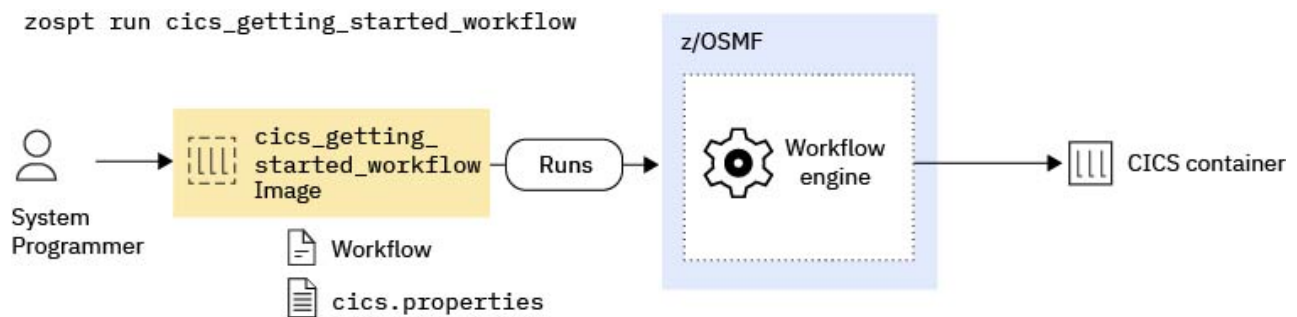 zospt run cics_getting_started_workflow
z/OSMF
System
Programmer
cics_getting_
started_workflow
Image
Workflow
cics.properties
Runs
Workflow
engine
CICS container